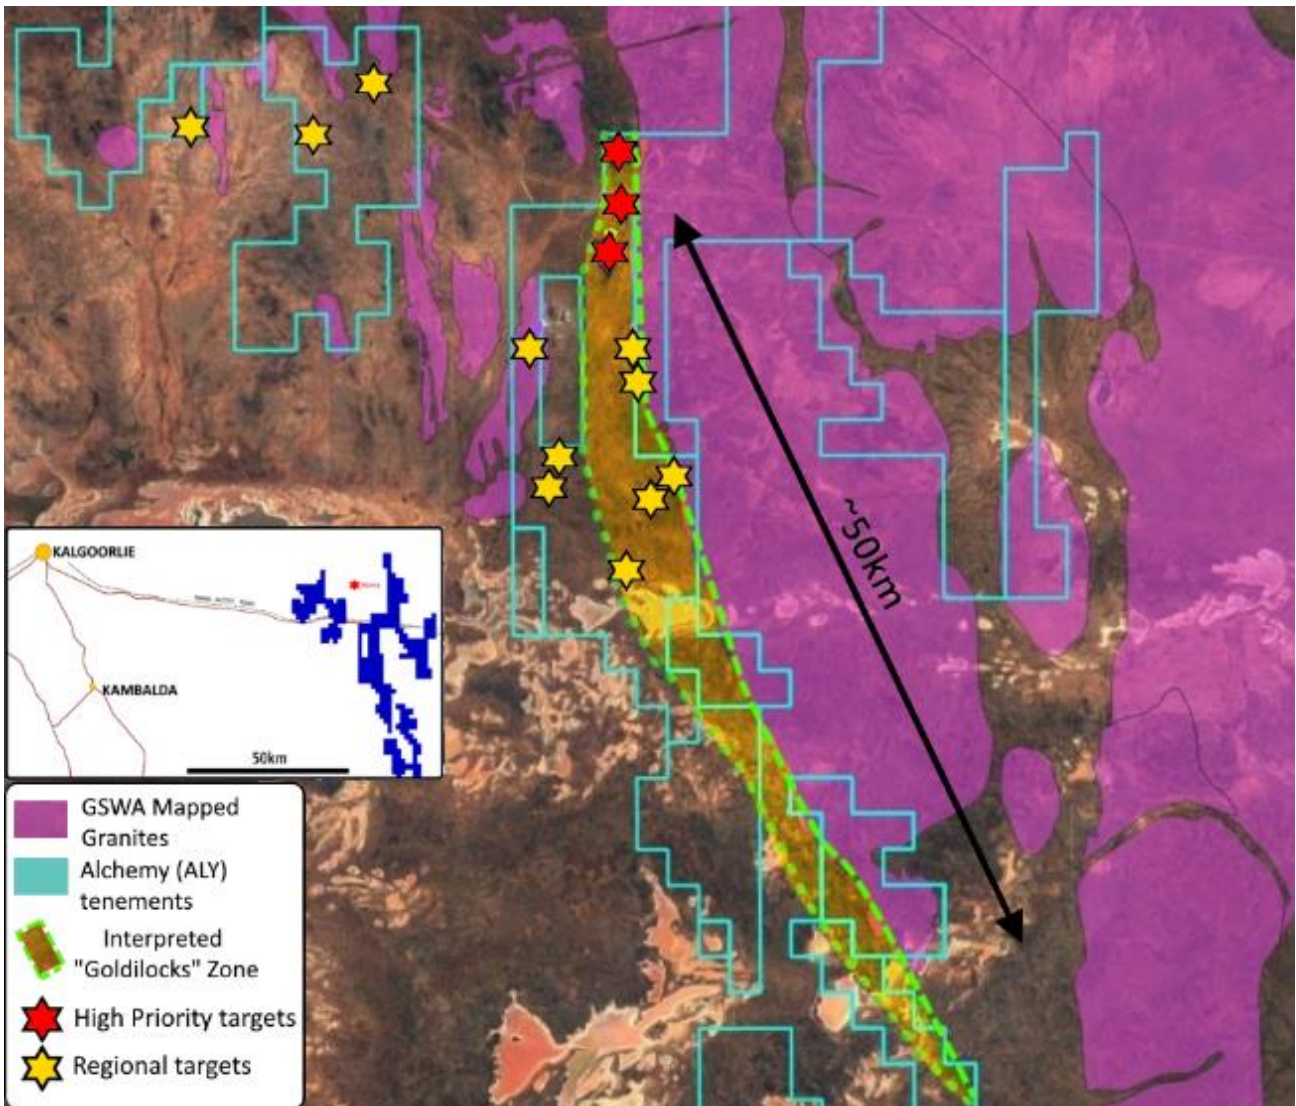 ~50km
KALGOORLIE
KAMBALDA
50km
GSWA Mapped
Granites
Alchemy (ALY)
tenements
Interpreted
"Goldilocks" Zone
High Priority targets
Regional targets